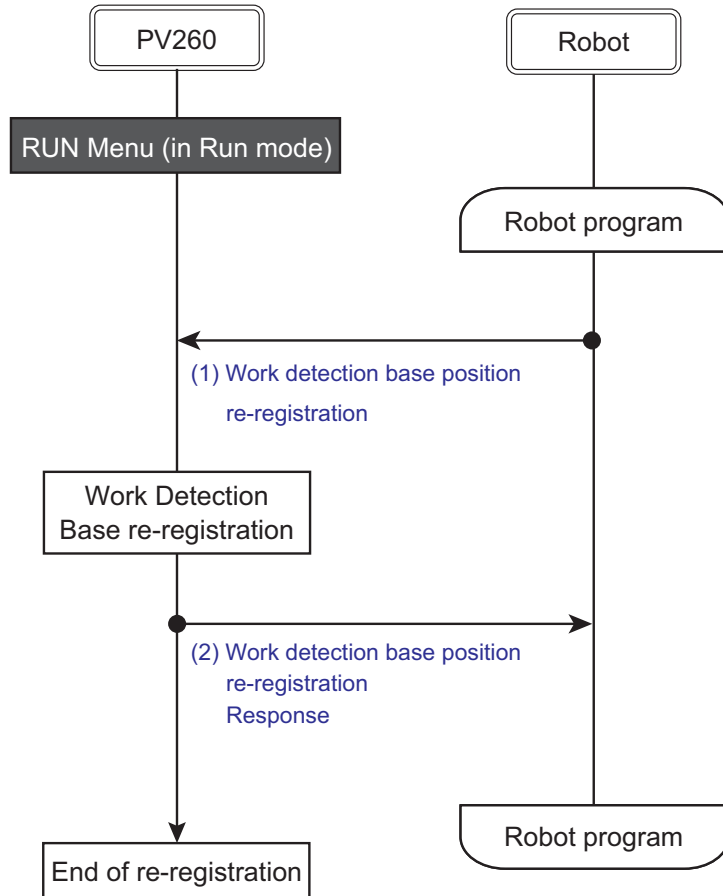 PV260
Robot
RUN Menu (in Run mode)
Robot program
(1) Work detection base position
re-registration
Work Detection
Base re-registration
(2) Work detection base position
re-registration
Response
Robot program
End of re-registration